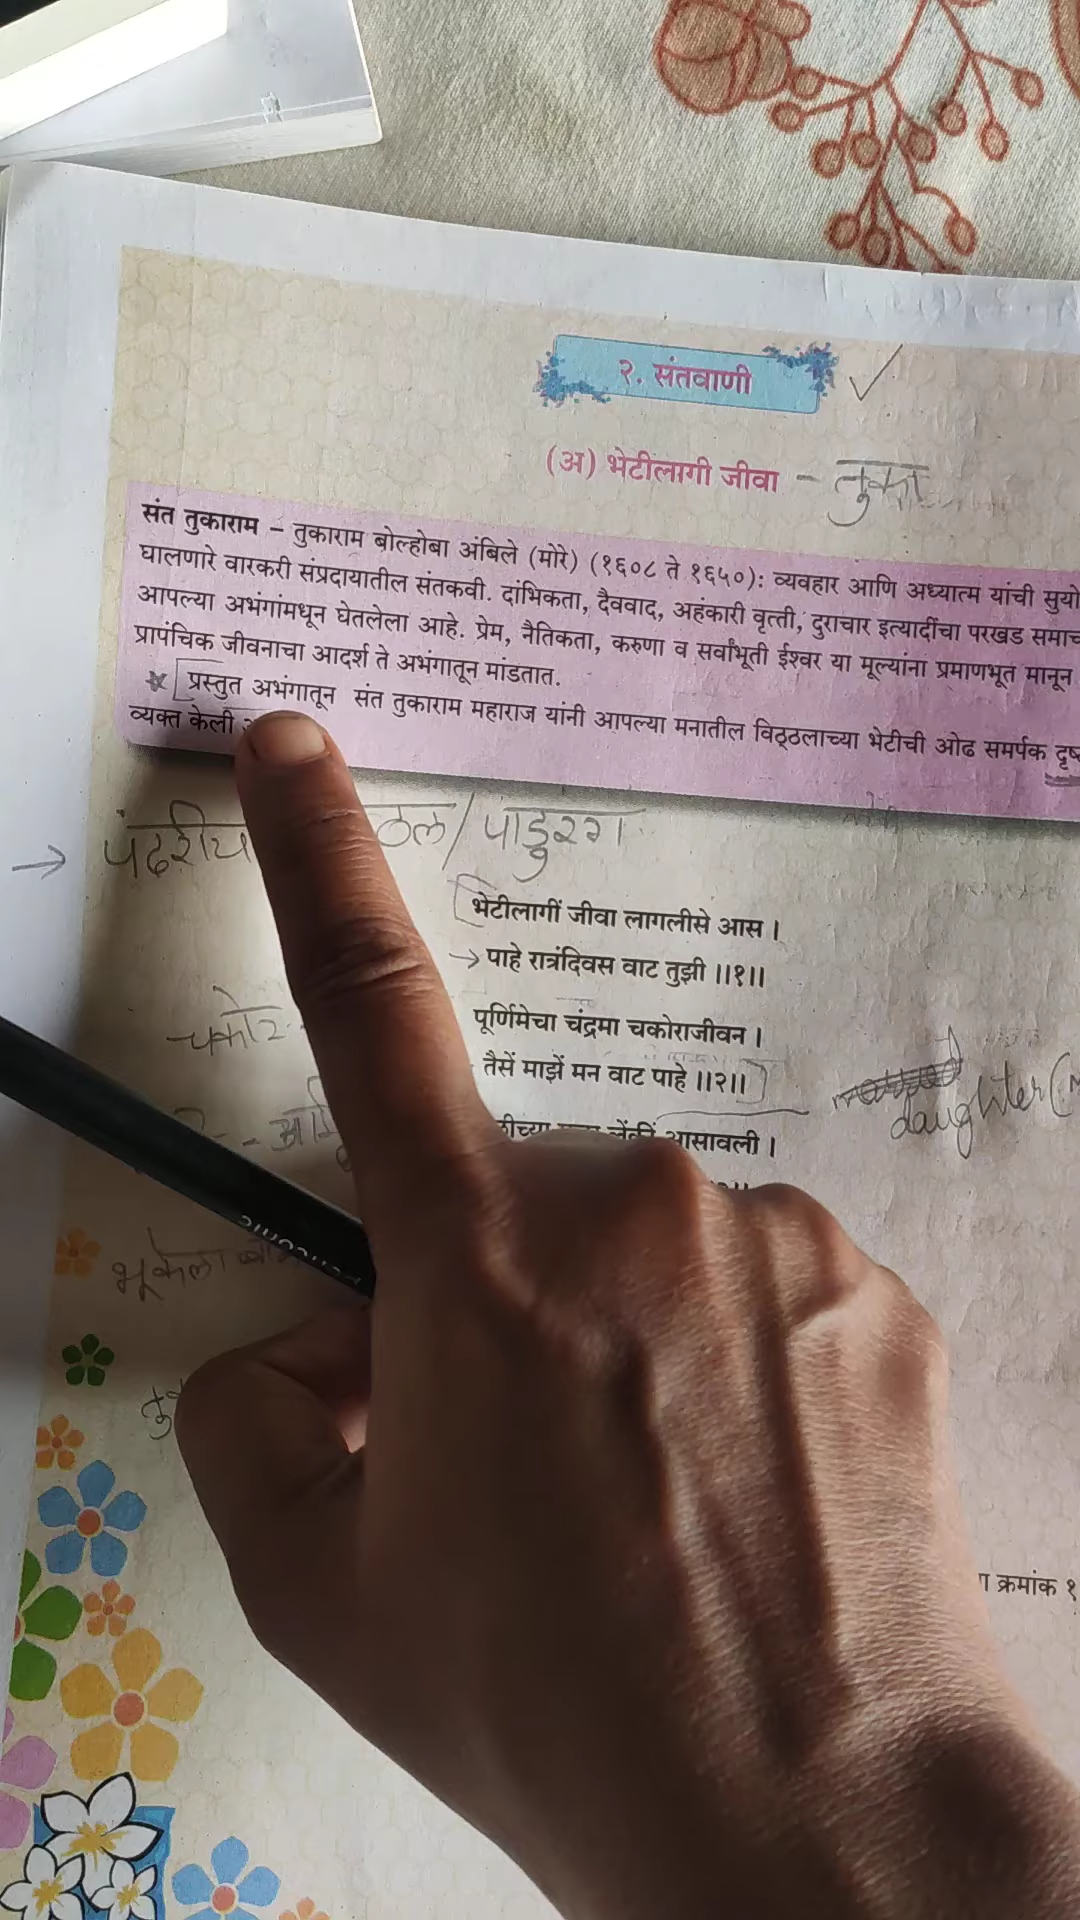 २. संतवाणी
(अ) भेटीलागी जीवा - तुका
संत तुकाराम – तुकाराम बोल्होबा अंबिले (मोरे) (१६०८ ते १६५०): व्यवहार आणि अध्यात्म यांची
घालणारे वारकरी संप्रदायातील संतकवी. दांभिकता, दैववाद, अहंकारी वृत्ती, दुराचार इत्यादींचा परखड
आपल्या अभंगांमधून घेतलेला आहे. प्रेम, नैतिकता, करुणा व सर्वांभूती ईश्वर या मूल्यांना प्रमाणभूत मानून
प्रापंचिक जीवनाचा आदर्श ते अभंगातून मांडतात.
प्रस्तुत अभंगातून संत तुकाराम महाराज यांनी आपल्या मनातील विठ्ठलाच्या भेटीची ओढ समर्पक
व्यक्त केली
→ / पांडुरंग
भेटीलागीं जीवा लागलीसे आस ।
→ पाहे रात्रंदिवस वाट तुझी ।।१।।
चकोर
पूर्णिमेचा चंद्रमा चकोराजीवन ।
तैसें माझें मन वाट पाहे ।।२।।
daughter (
लेंकीं आसावली ।
भूकेला
क्रमांक १